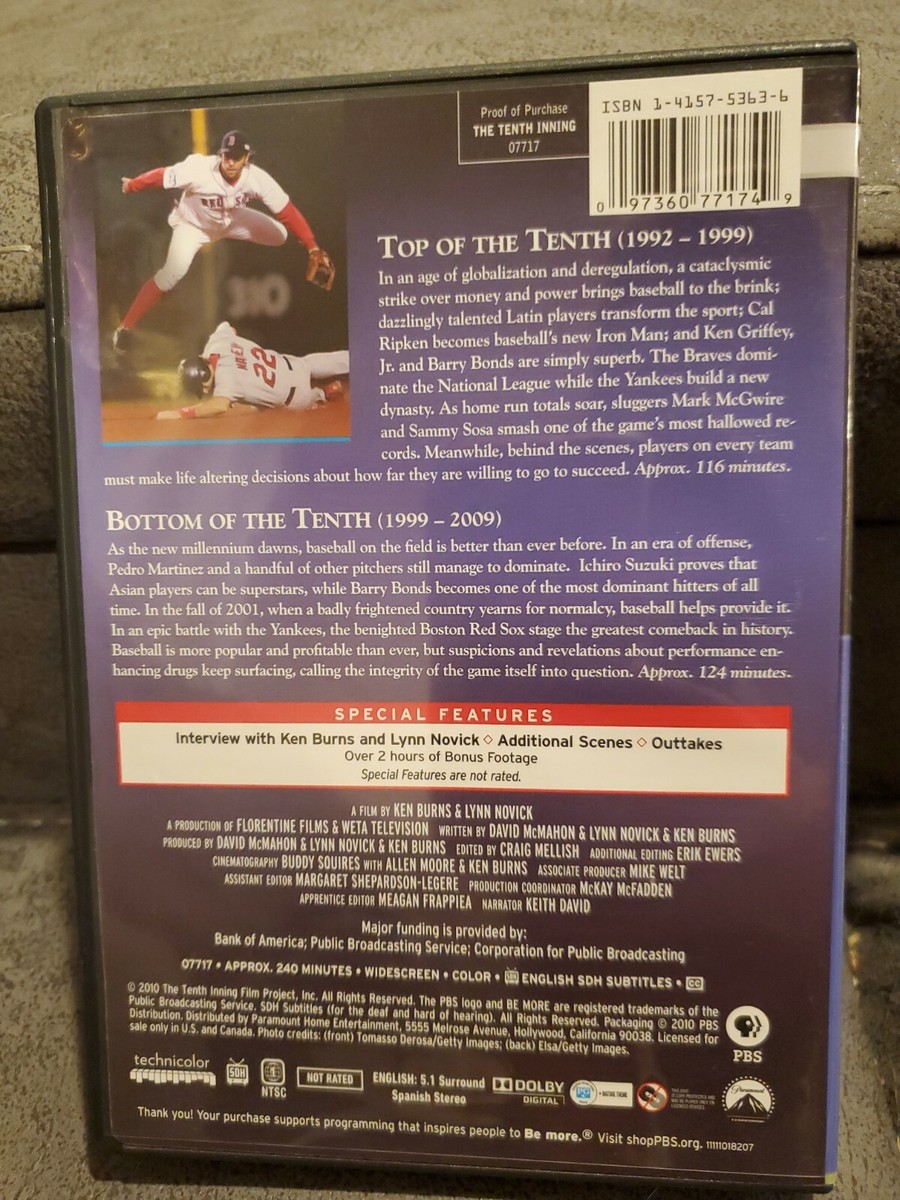 Proof of Purchase
THE TENTH INNING
07717
ISBN 1-4157-5363-6
0 97360 77174 9
RED S
MABRY
22
310
TOP OF THE TENTH (1992 – 1999)
In an age of globalization and deregulation, a cataclysmic
strike over money and power brings baseball to the brink;
dazzlingly talented Latin players transform the sport; Cal
Ripken becomes baseball's new Iron Man; and Ken Griffey,
Jr. and Barry Bonds are simply superb. The Braves domi-
nate the National League while the Yankees build a new
dynasty. As home run totals soar, sluggers Mark McGwire
and Sammy Sosa smash one of the game's most hallowed re-
cords. Meanwhile, behind the scenes, players on every team
must make life altering decisions about how far they are willing to go to succeed. Approx. 116 minutes.
BOTTOM OF THE TENTH (1999 – 2009)
As the new millennium dawns, baseball on the field is better than ever before. In an era of offense,
Pedro Martinez and a handful of other pitchers still manage to dominate. Ichiro Suzuki proves that
Asian players can be superstars, while Barry Bonds becomes one of the most dominant hitters of all
time. In the fall of 2001, when a badly frightened country yearns for normalcy, baseball helps provide it.
In an epic battle with the Yankees, the benighted Boston Red Sox stage the greatest comeback in history.
Baseball is more popular and profitable than ever, but suspicions and revelations about performance en-
hancing drugs keep surfacing, calling the integrity of the game itself into question. Approx. 124 minutes.
SPECIAL FEATURES
Interview with Ken Burns and Lynn Novick ◇ Additional Scenes ◇ Outtakes
Over 2 hours of Bonus Footage
Special Features are not rated.
A FILM BY KEN BURNS & LYNN NOVICK
A PRODUCTION OF FLORENTINE FILMS & WETA TELEVISION WRITTEN BY DAVID McMAHON & LYNN NOVICK & KEN BURNS
PRODUCED BY DAVID McMAHON & LYNN NOVICK & KEN BURNS EDITED BY CRAIG MELLISH ADDITIONAL EDITING ERIK EWERS
CINEMATOGRAPHY BUDDY SQUIRES WITH ALLEN MOORE & KEN BURNS ASSOCIATE PRODUCER MIKE WELT
ASSISTANT EDITOR MARGARET SHEPARDSON-LEGERE PRODUCTION COORDINATOR McKAY McFADDEN
APPRENTICE EDITOR MEAGAN FRAPPIEA NARRATOR KEITH DAVID
Major funding is provided by:
Bank of America; Public Broadcasting Service; Corporation for Public Broadcasting
07717 • APPROX. 240 MINUTES • WIDESCREEN • COLOR • SDH ENGLISH SDH SUBTITLES • CC
© 2010 The Tenth Inning Film Project, Inc. All Rights Reserved. The PBS logo and BE MORE are registered trademarks of the
Public Broadcasting Service. SDH Subtitles (for the deaf and hard of hearing). All Rights Reserved. Packaging © 2010 PBS
Distribution. Distributed by Paramount Home Entertainment, 5555 Melrose Avenue, Hollywood, California 90038. Licensed for
sale only in U.S. and Canada. Photo credits: (front) Tomasso Derosa/Getty Images; (back) Elsa/Getty Images.
PBS
technicolor
SDH
NTSC
NOT RATED
ENGLISH: 5.1 Surround
Spanish Stereo
DOLBY
DIGITAL
Paramount
Thank you! Your purchase supports programming that inspires people to Be more.® Visit shopPBS.org. 11111018207